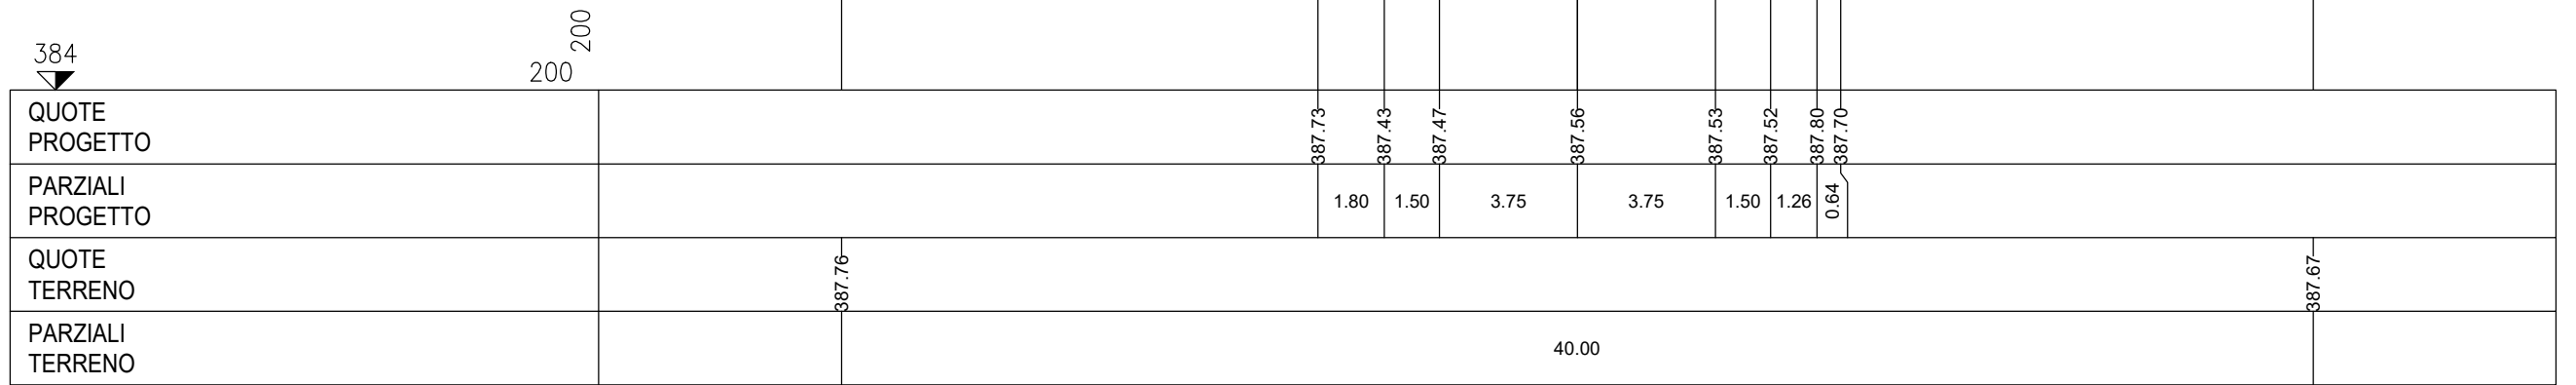 200
384
200
QUOTE
PROGETTO
387.73 387.43 387.47 387.56 387.53 387.52 387.80 387.70
PARZIALI
PROGETTO
1.80 1.50 3.75 3.75 1.50 1.26 0.64
QUOTE
TERRENO
387.76 387.67
PARZIALI
TERRENO
40.00